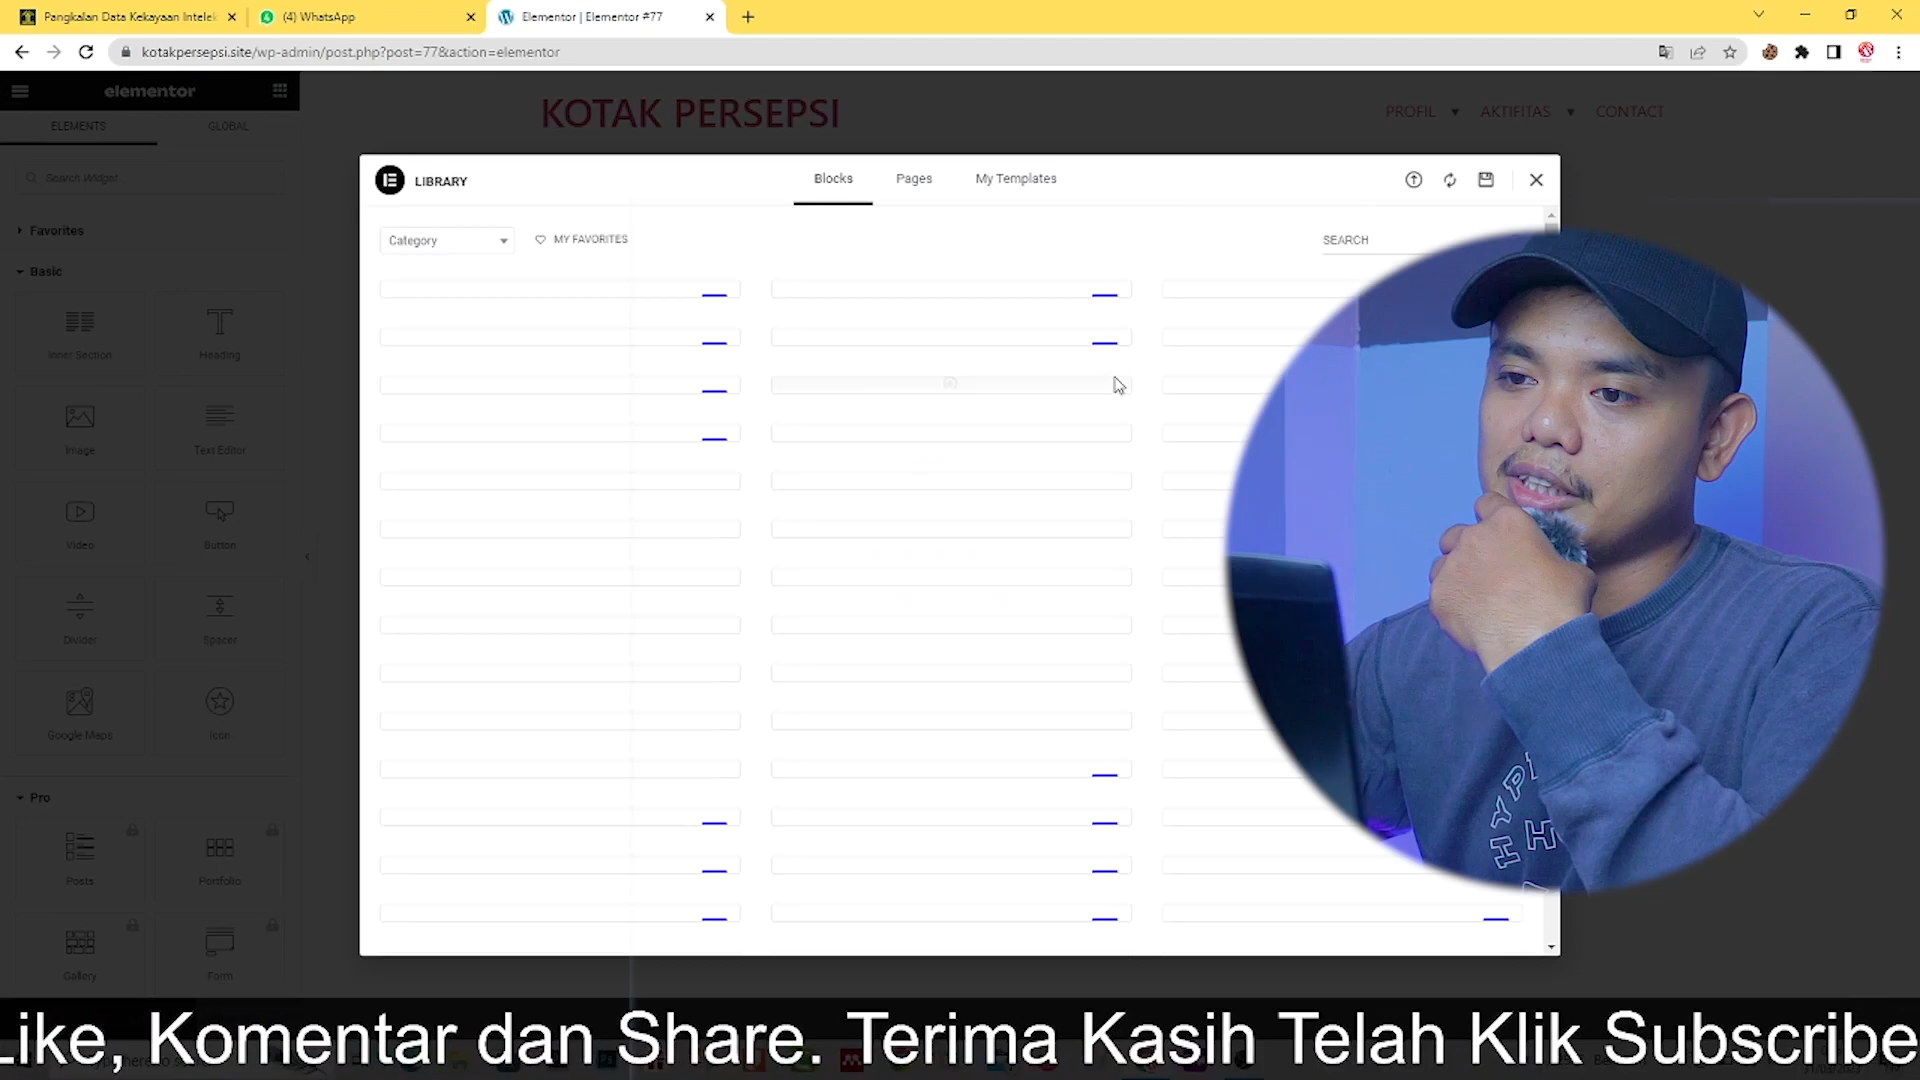 Pangkalan Data Kekayaan Intelek
(4) WhatsApp
Elementor | Elementor #77
kotakpersepsi.site/wp-admin/post.php?post=77&action=elementor
elementor
KOTAK PERSEPSI
PROFIL
AKTIFITAS
CONTACT
ELEMENTS
GLOBAL
LIBRARY
Blocks
Pages
My Templates
Search Widget...
Category
MY FAVORITES
SEARCH
Favorites
Basic
Inner Section
Heading
Image
Text Editor
Video
Button
Divider
Spacer
Google Maps
Icon
Pro
Posts
Portfolio
Gallery
Form
Like, Komentar dan Share. Terima Kasih Telah Klik Subscribe